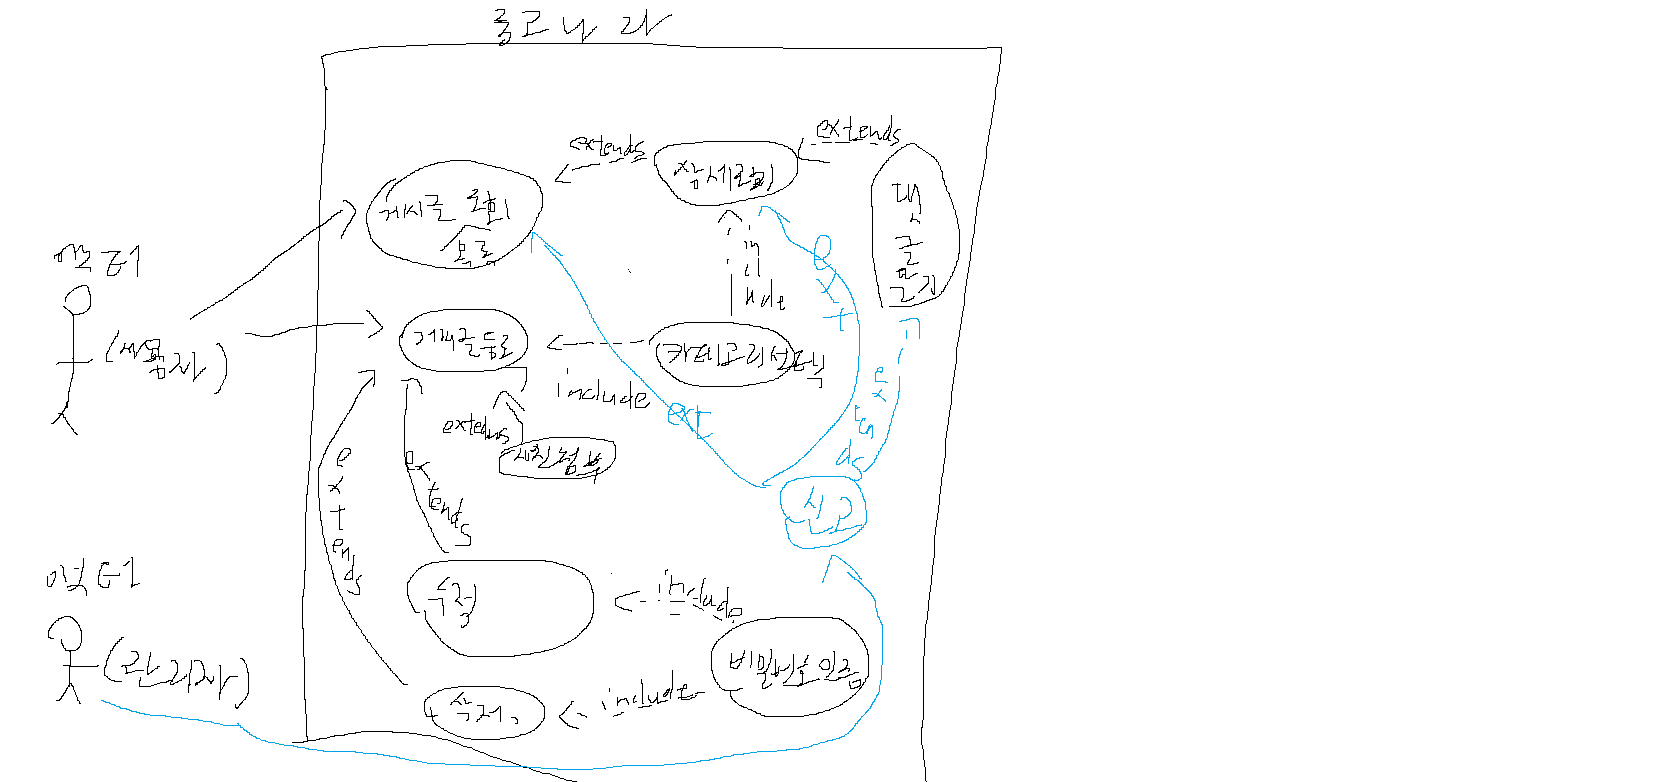 중고나라
extends
extends
상세조회
댓글달기
게시글 조회
목록
include
ext
액터1
(사용자)
게시글등록
카테고리선택
include
ext
extends
extedns
사진첨부
extends
extends
신고
액터1
수정
include
(관리자)
비밀번호인증
삭제
include